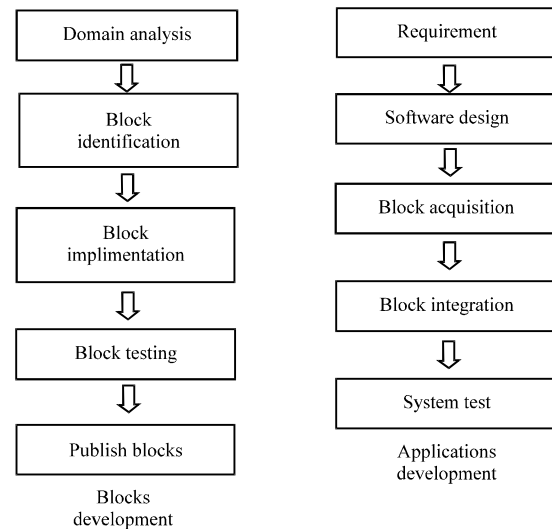 Domain analysis
Block
identification
Block
implimentation
Block testing
Publish blocks
Blocks
development
Requirement
Software design
Block acquisition
Block integration
System test
Applications
development